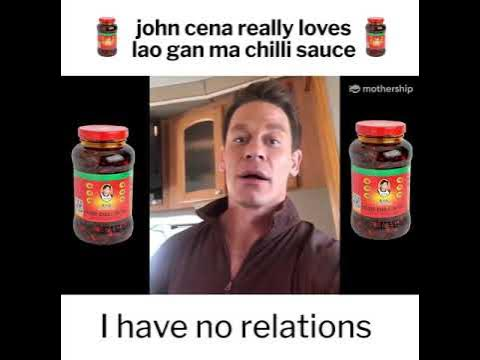 john cena really loves
lao gan ma chilli sauce
mothership
I have no relations